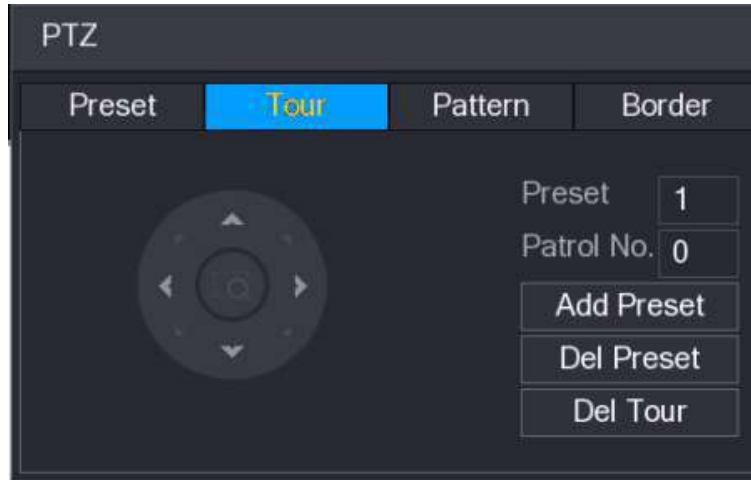 PTZ
Preset Tour Pattern Border
Preset 1
Patrol No. 0
Add Preset
Del Preset
Del Tour